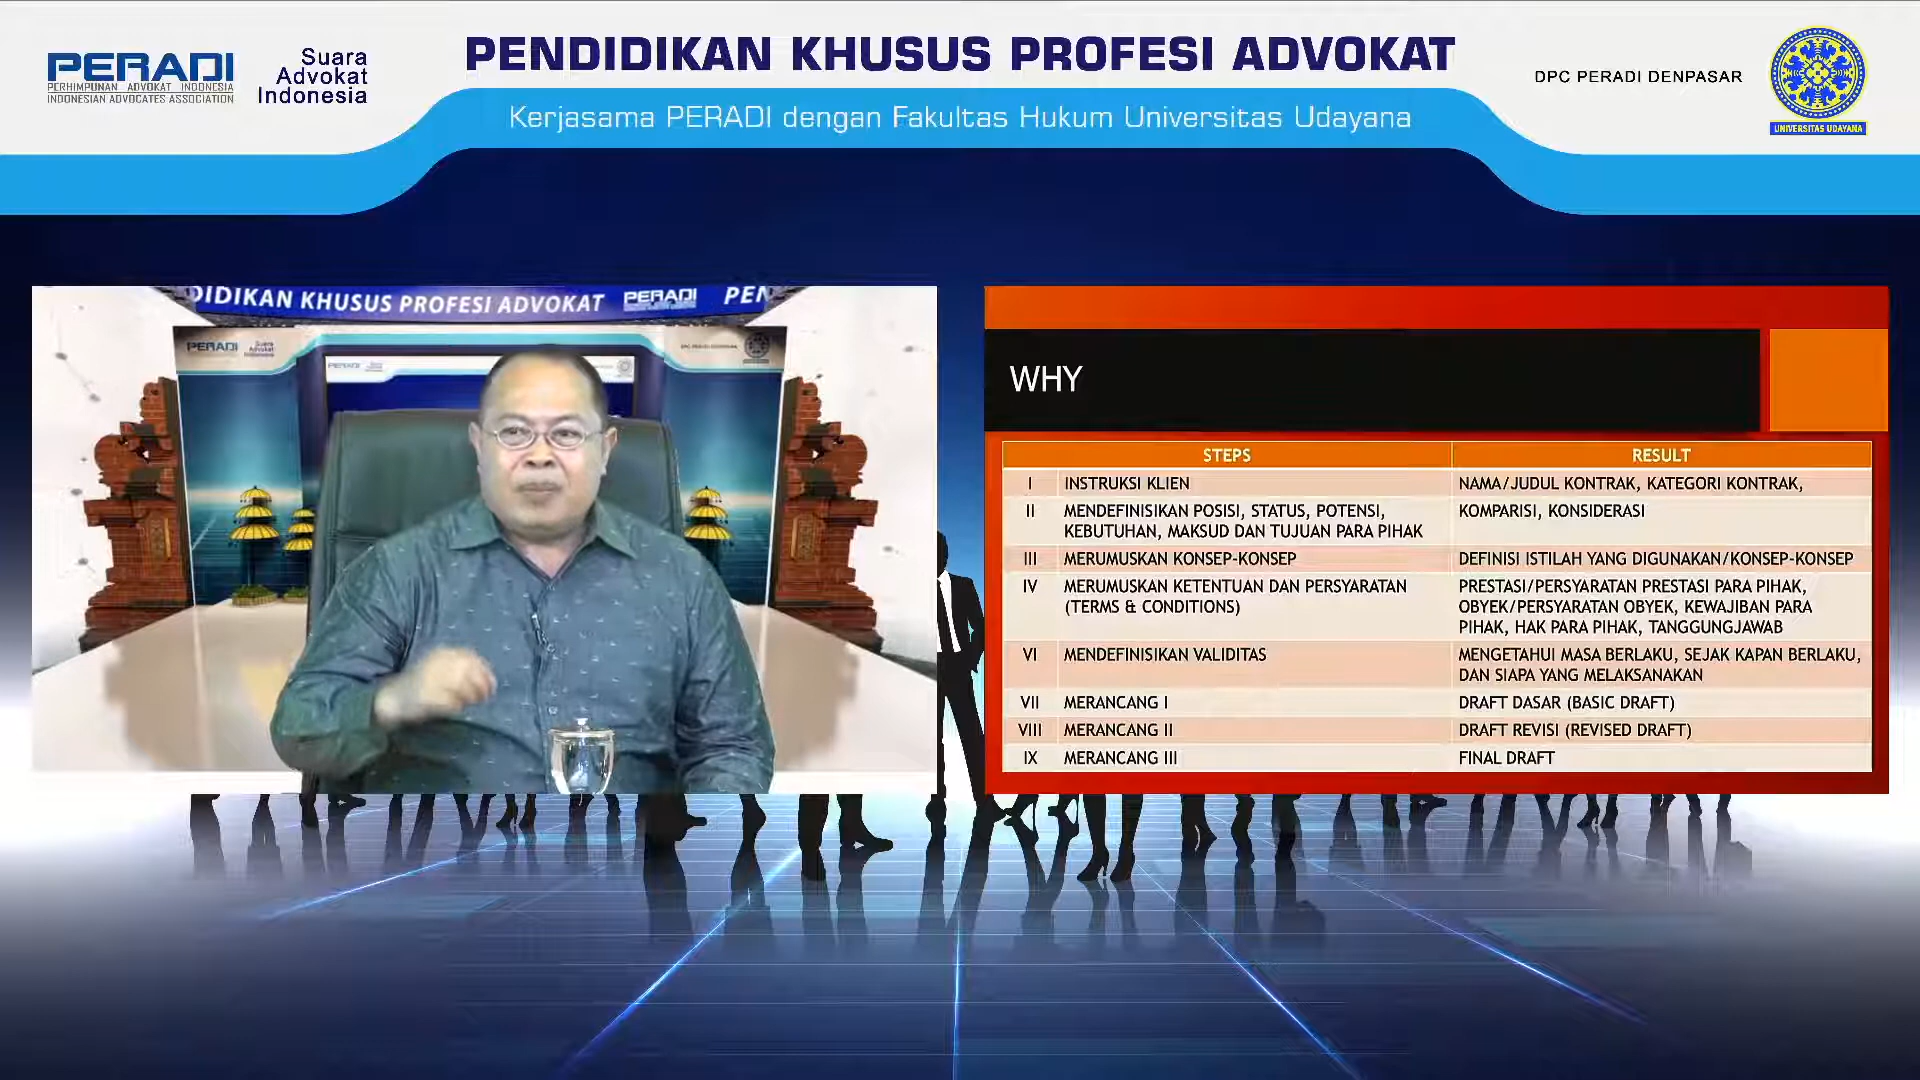 PERADI
PERHIMPUNAN ADVOKAT INDONESIA
INDONESIAN ADVOCATES ASSOCIATION
Suara
Advokat
Indonesia
PENDIDIKAN KHUSUS PROFESI ADVOKAT
Kerjasama PERADI dengan Fakultas Hukum Universitas Udayana
DPC PERADI DENPASAR
UNIVERSITAS UDAYANA
DIDIKAN KHUSUS PROFESI ADVOKAT PERADI PEN
PERADI
Suara
Advokat
Indonesia
PERADI
WHY
STEPS RESULT
I INSTRUKSI KLIEN NAMA/JUDUL KONTRAK, KATEGORI KONTRAK,
II MENDEFINISIKAN POSISI, STATUS, POTENSI, KOMPARISI, KONSIDERASI
KEBUTUHAN, MAKSUD DAN TUJUAN PARA PIHAK
III MERUMUSKAN KONSEP-KONSEP DEFINISI ISTILAH YANG DIGUNAKAN/KONSEP-KONSEP
IV MERUMUSKAN KETENTUAN DAN PERSYARATAN PRESTASI/PERSYARATAN PRESTASI PARA PIHAK,
(TERMS & CONDITIONS) OBYEK/PERSYARATAN OBYEK, KEWAJIBAN PARA
PIHAK, HAK PARA PIHAK, TANGGUNGJAWAB
VI MENDEFINISIKAN VALIDITAS MENGETAHUI MASA BERLAKU, SEJAK KAPAN BERLAKU,
DAN SIAPA YANG MELAKSANAKAN
VII MERANCANG I DRAFT DASAR (BASIC DRAFT)
VIII MERANCANG II DRAFT REVISI (REVISED DRAFT)
IX MERANCANG III FINAL DRAFT